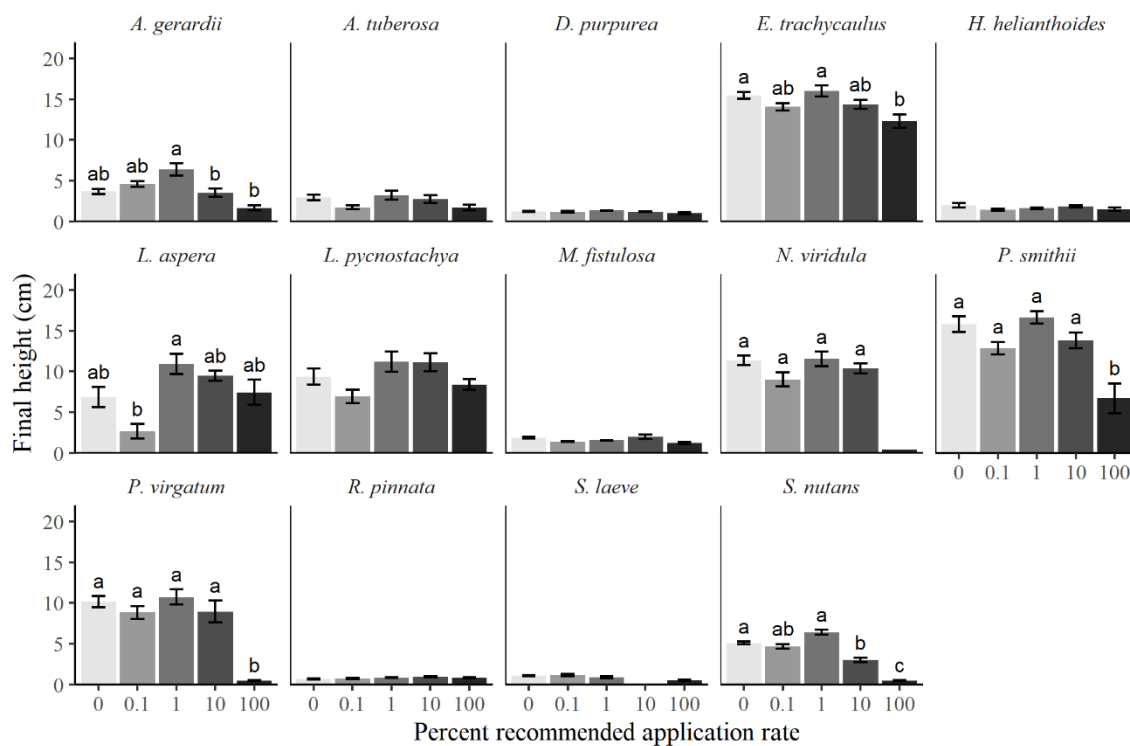 A. gerardii A. tuberosa D. purpurea E. trachycaulus H. helianthoides
20
15
10
5
0
ab ab a b b
a ab a ab b
L. aspera L. pycnostachya M. fistulosa N. viridula P. smithii
20
15
10
5
0
ab b a ab ab
a a a a
a a a a b
0 0.1 1 10 100
Final height (cm)
P. virgatum R. pinnata S. laeve S. nutans
20
15
10
5
0
a a a a b
a ab a b c
0 0.1 1 10 100 0 0.1 1 10 100 0 0.1 1 10 100 0 0.1 1 10 100
Percent recommended application rate